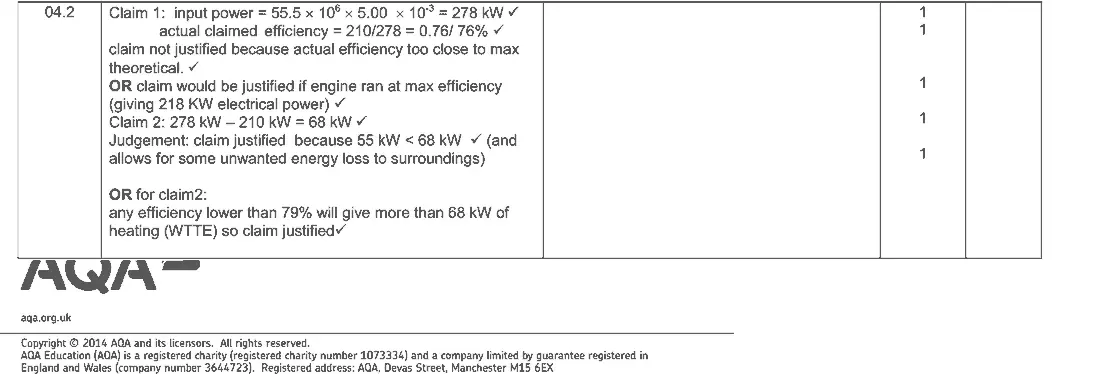 04.2 Claim 1: input power = 55.5 × 10⁶ × 5.00 × 10⁻³ = 278 kW ✓ 1
actual claimed efficiency = 210/278 = 0.76/ 76% ✓ 1
claim not justified because actual efficiency too close to max
theoretical. ✓
OR claim would be justified if engine ran at max efficiency 1
(giving 218 KW electrical power) ✓
Claim 2: 278 kW – 210 kW = 68 kW ✓ 1
Judgement: claim justified because 55 kW < 68 kW ✓ (and
allows for some unwanted energy loss to surroundings) 1
OR for claim2:
any efficiency lower than 79% will give more than 68 kW of
heating (WTTE) so claim justified✓
AQA
aqa.org.uk
Copyright © 2014 AQA and its licensors. All rights reserved.
AQA Education (AQA) is a registered charity (registered charity number 1073334) and a company limited by guarantee registered in
England and Wales (company number 3644723). Registered address: AQA, Devas Street, Manchester M15 6EX